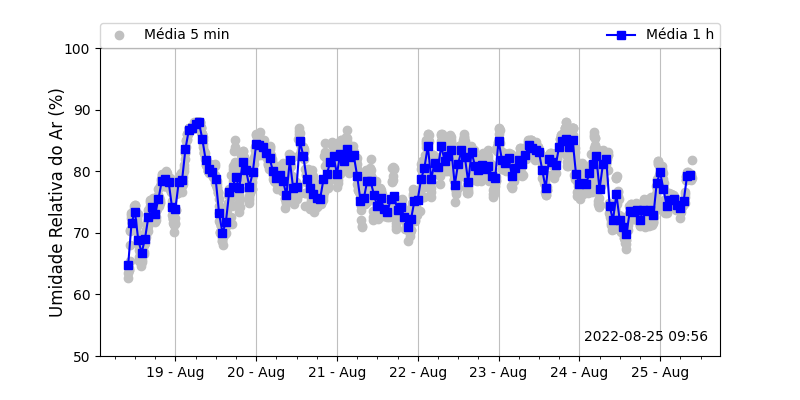 Média 5 min
Média 1 h
Umidade Relativa do Ar (%)
100
90
80
70
60
50
2022-08-25 09:56
19 - Aug
20 - Aug
21 - Aug
22 - Aug
23 - Aug
24 - Aug
25 - Aug